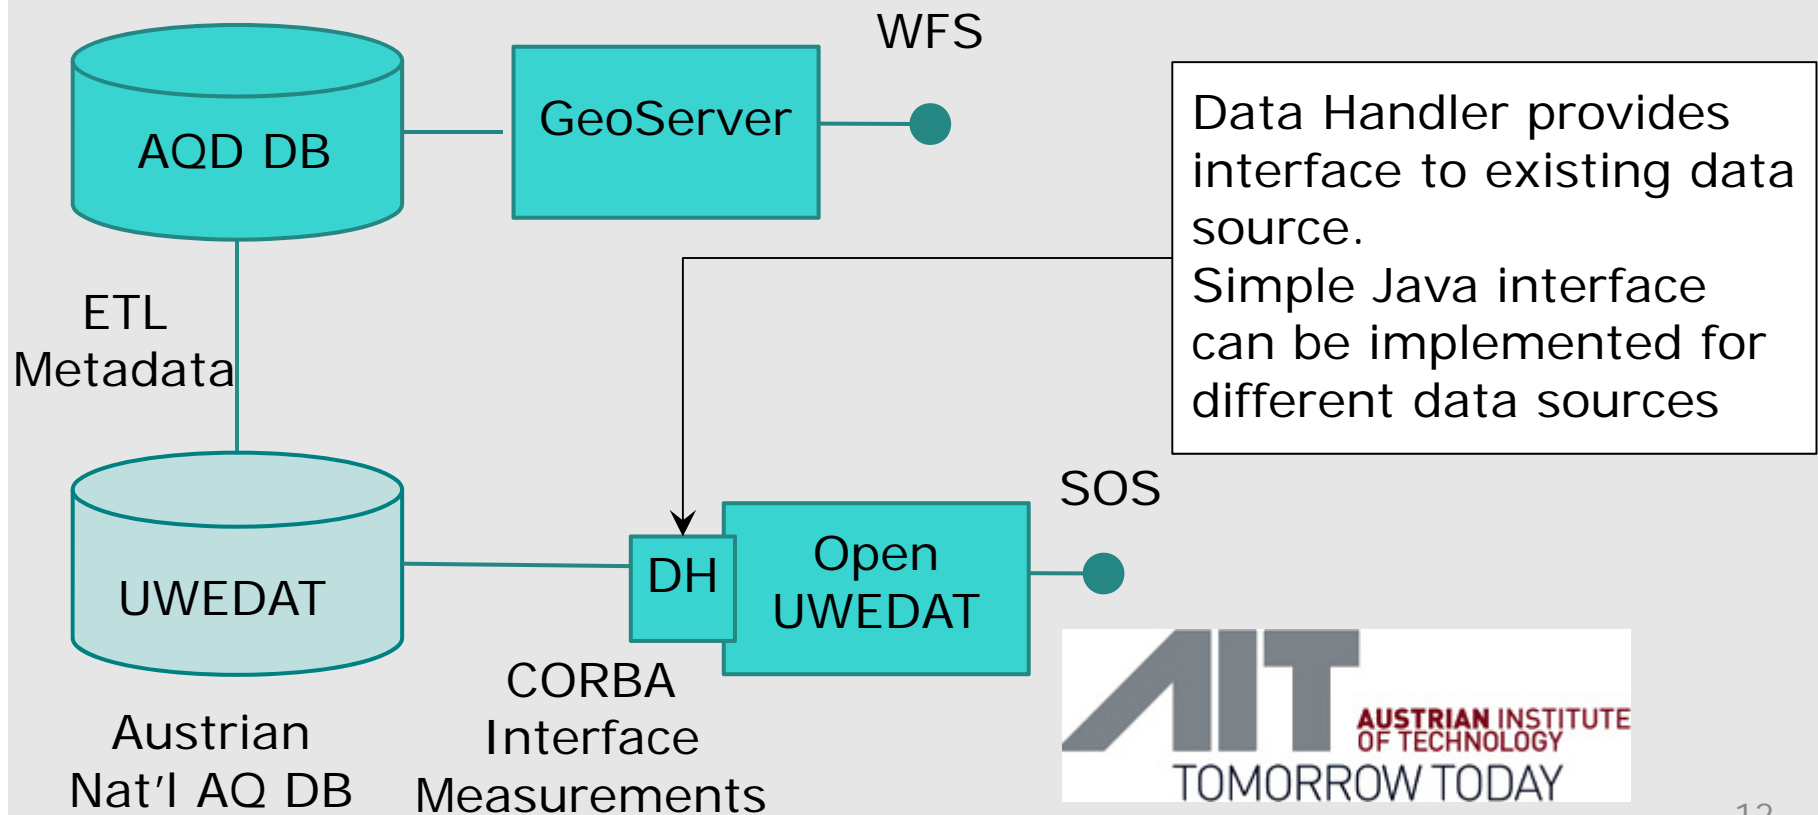 WFS
AQD DB
GeoServer
Data Handler provides
interface to existing data
source.
Simple Java interface
can be implemented for
different data sources
ETL
Metadata
SOS
UWEDAT
DH
Open
UWEDAT
CORBA
Interface
Measurements
Austrian
Nat'l AQ DB
AIT
AUSTRIAN INSTITUTE
OF TECHNOLOGY
TOMORROW TODAY
12